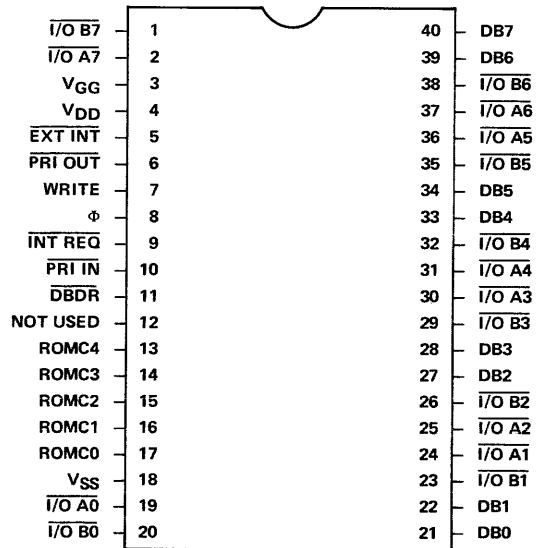 I/O B7 1 40 DB7
I/O A7 2 39 DB6
VGG 3 38 I/O B6
VDD 4 37 I/O A6
EXT INT 5 36 I/O A5
PRI OUT 6 35 I/O B5
WRITE 7 34 DB5
Φ 8 33 DB4
INT REQ 9 32 I/O B4
PRI IN 10 31 I/O A4
DBDR 11 30 I/O A3
NOT USED 12 29 I/O B3
ROMC4 13 28 DB3
ROMC3 14 27 DB2
ROMC2 15 26 I/O B2
ROMC1 16 25 I/O A2
ROMC0 17 24 I/O A1
VSS 18 23 I/O B1
I/O A0 19 22 DB1
I/O B0 20 21 DB0